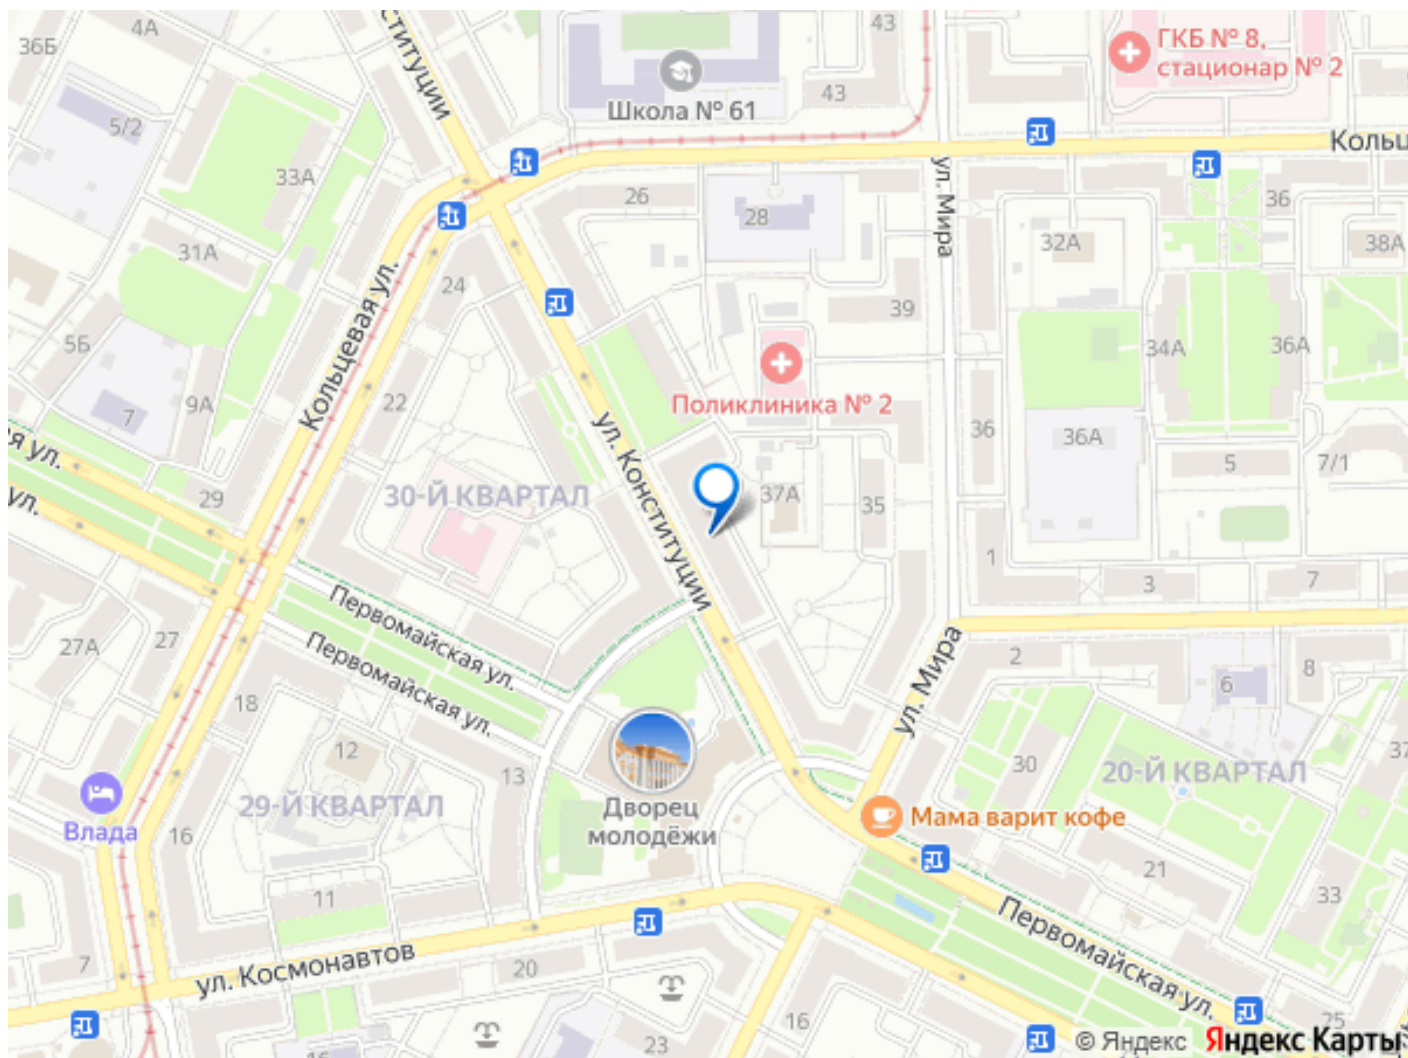 36Б
4А
ституции
43
ГКБ № 8,
стационар № 2
5/2
Школа № 61
43
Кольц
33А
26
28
ул. Мира
36
31А
24
32А
38А
Кольцевая ул.
39
5Б
9А
7
22
Поликлиника № 2
34А
36А
ул. Конституции
36
36А
5
7/1
ая ул.
ул.
29
30-Й КВАРТАЛ
37А
35
1
3
7
Первомайская ул.
27А
27
Первомайская ул.
18
ул. Мира
2
6
8
12
13
30
20-Й КВАРТАЛ
37
29-Й КВАРТАЛ
Влада
16
Дворец
молодёжи
Мама варит кофе
21
33
11
Первомайская ул.
7
ул. Космонавтов
20
16
25
16
23
© Яндекс Яндекс Карты